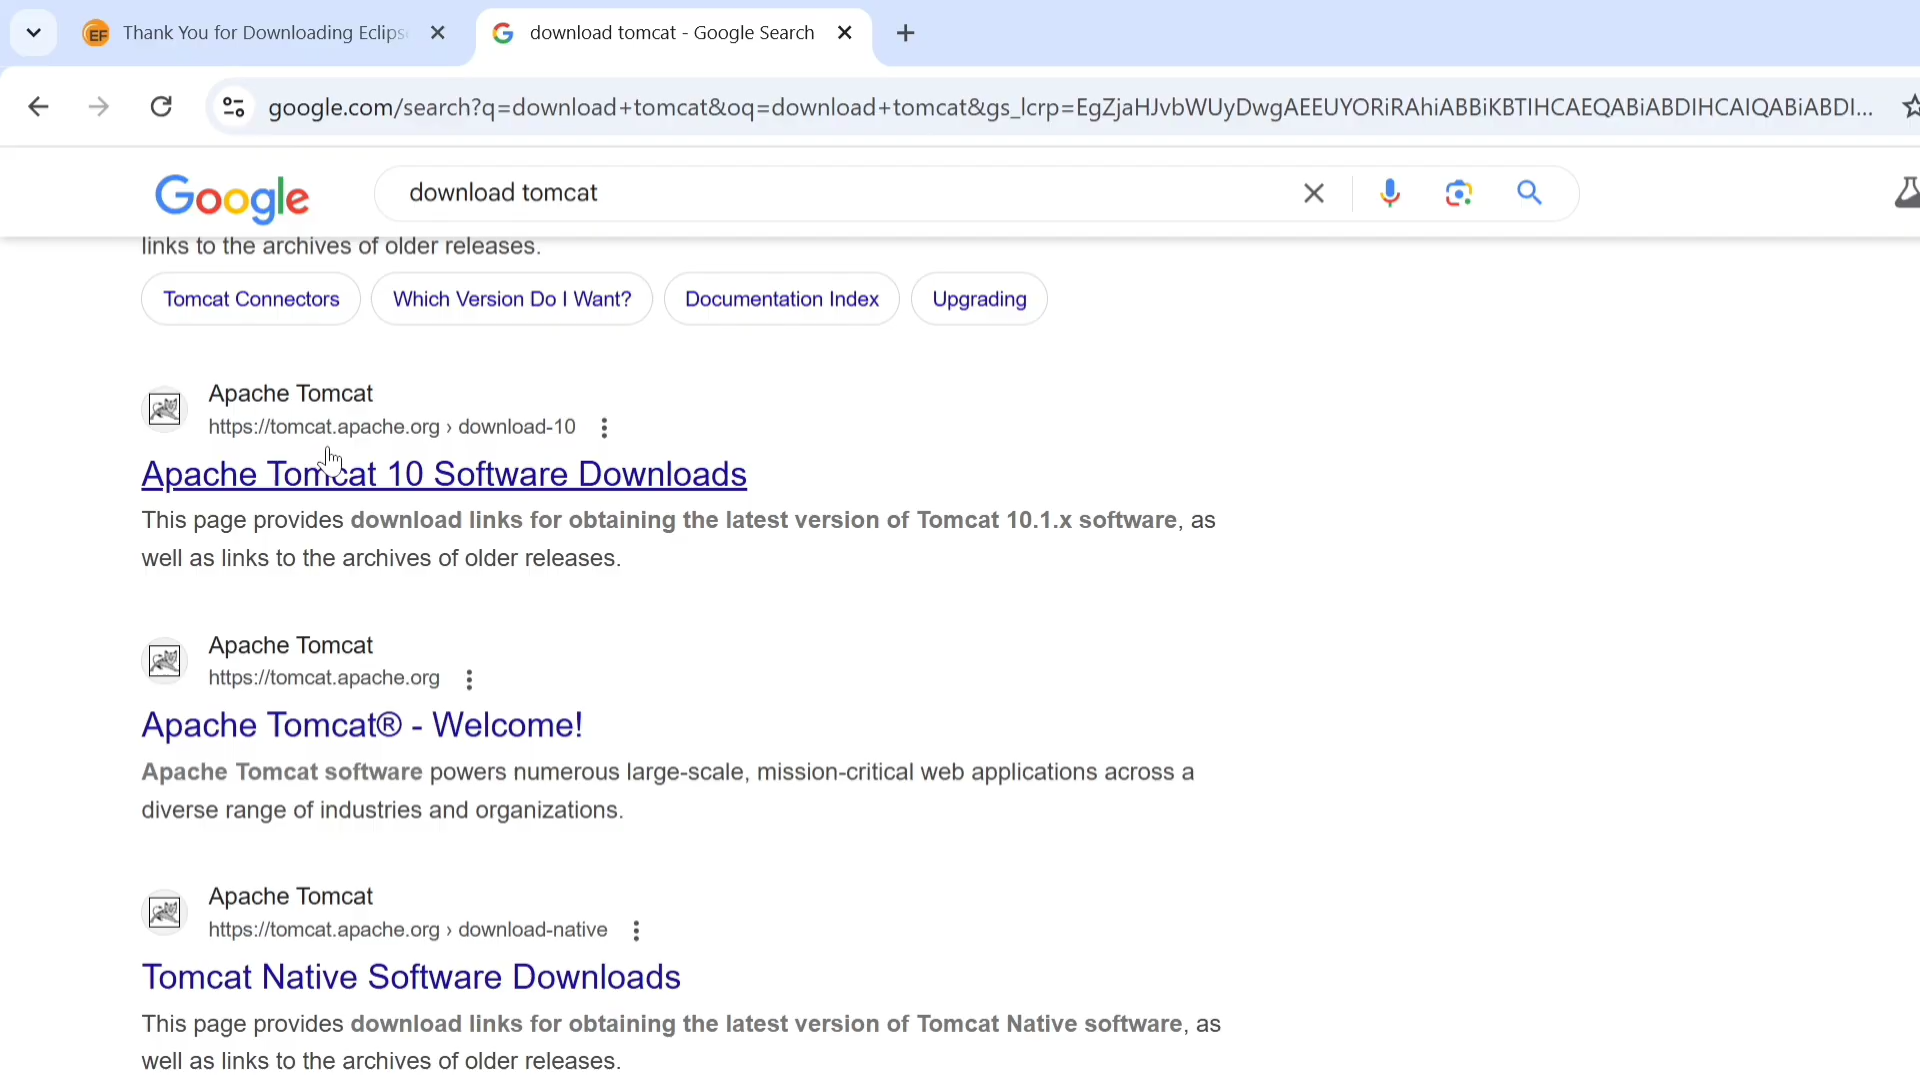 EF Thank You for Downloading Eclips
download tomcat - Google Search
google.com/search?q=download+tomcat&oq=download+tomcat&gs_lcrp=EgZjaHJvbWUyDwgAEEUYORiRAhiABBiKBTIHCAEQABiABDIHCAIQABiABDI...
Google download tomcat
links to the archives of older releases.
Tomcat Connectors Which Version Do I Want? Documentation Index Upgrading
Apache Tomcat
https://tomcat.apache.org › download-10
Apache Tomcat 10 Software Downloads
This page provides download links for obtaining the latest version of Tomcat 10.1.x software, as
well as links to the archives of older releases.
Apache Tomcat
https://tomcat.apache.org
Apache Tomcat® - Welcome!
Apache Tomcat software powers numerous large-scale, mission-critical web applications across a
diverse range of industries and organizations.
Apache Tomcat
https://tomcat.apache.org › download-native
Tomcat Native Software Downloads
This page provides download links for obtaining the latest version of Tomcat Native software, as
well as links to the archives of older releases.